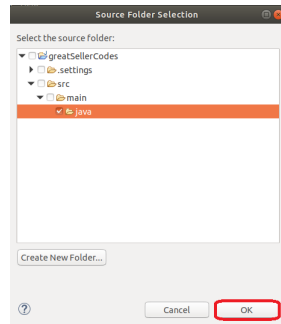 Source Folder Selection
Select the source folder:
greatSellerCodes
.settings
src
main
java
Create New Folder...
Cancel
OK